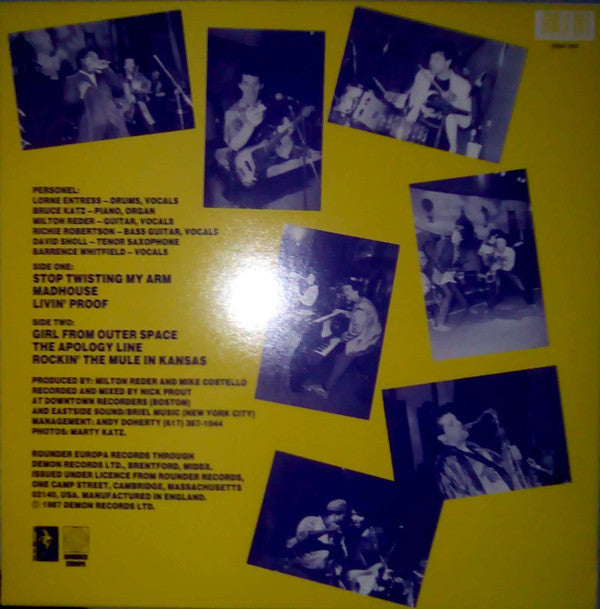 PERSONEL:
LORNE ENTRESS – DRUMS, VOCALS
BRUCE KATZ – PIANO, ORGAN
MILTON REDER – GUITAR, VOCALS
RICHIE ROBERTSON – BASS GUITAR, VOCALS
DAVID SHOLL – TENOR SAXOPHONE
BARRENCE WHITFIELD – VOCALS
SIDE ONE:
STOP TWISTING MY ARM
MADHOUSE
LIVIN' PROOF
SIDE TWO:
GIRL FROM OUTER SPACE
THE APOLOGY LINE
ROCKIN' THE MULE IN KANSAS
PRODUCED BY: MILTON REDER AND MIKE COSTELLO
RECORDED AND MIXED BY NICK PROUT
AT DOWNTOWN RECORDERS (BOSTON)
AND EASTSIDE SOUND/BRIEL MUSIC (NEW YORK CITY)
MANAGEMENT: ANDY DOHERTY (617) 367-1044
PHOTOS: MARTY KATZ.
ROUNDER EUROPA RECORDS THROUGH
DEMON RECORDS LTD., BRENTFORD, MIDDX.
ISSUED UNDER LICENCE FROM ROUNDER RECORDS,
ONE CAMP STREET, CAMBRIDGE, MASSACHUSETTS
02140, USA. MANUFACTURED IN ENGLAND.
© 1987 DEMON RECORDS LTD.
ROUNDER
EUROPA